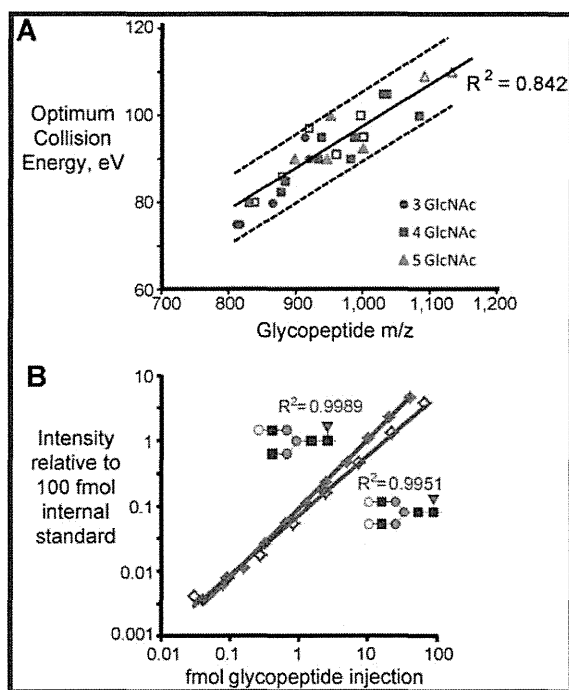 A
120
100
80
60
Optimum
Collision
Energy, eV
R² = 0.842
3 GlcNAc
4 GlcNAc
5 GlcNAc
700 800 900 1,000 1,100 1,200
Glycopeptide m/z
B
10
1
0.1
0.01
0.001
Intensity
relative to
100 fmol
internal
standard
R²=0.9989
R²=0.9951
0.01 0.1 1 10 100
fmol glycopeptide injection